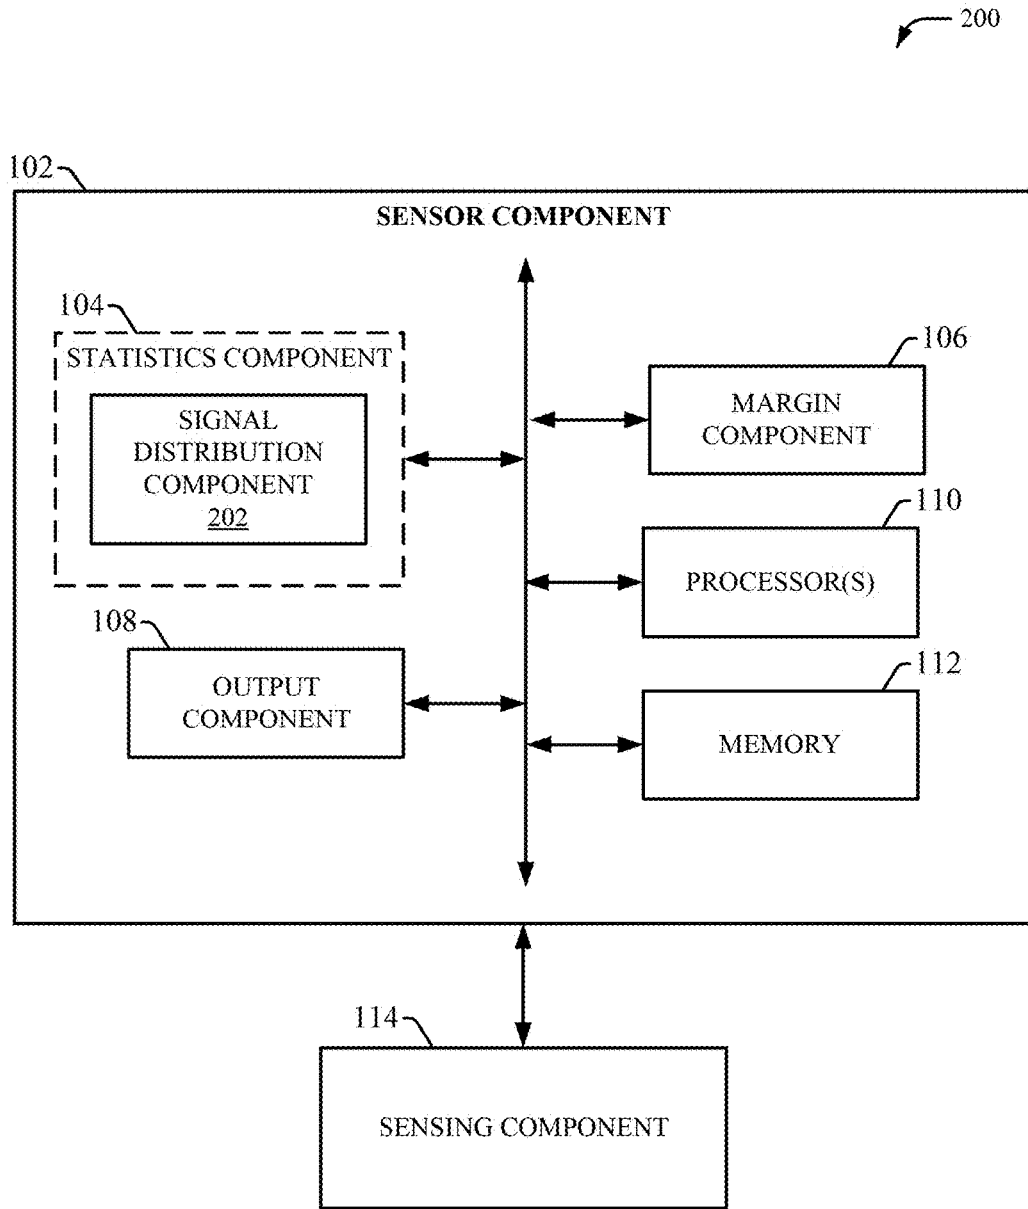 200
102
SENSOR COMPONENT
104
STATISTICS COMPONENT
SIGNAL
DISTRIBUTION
COMPONENT
202
106
MARGIN
COMPONENT
110
PROCESSOR(S)
108
OUTPUT
COMPONENT
112
MEMORY
114
SENSING COMPONENT